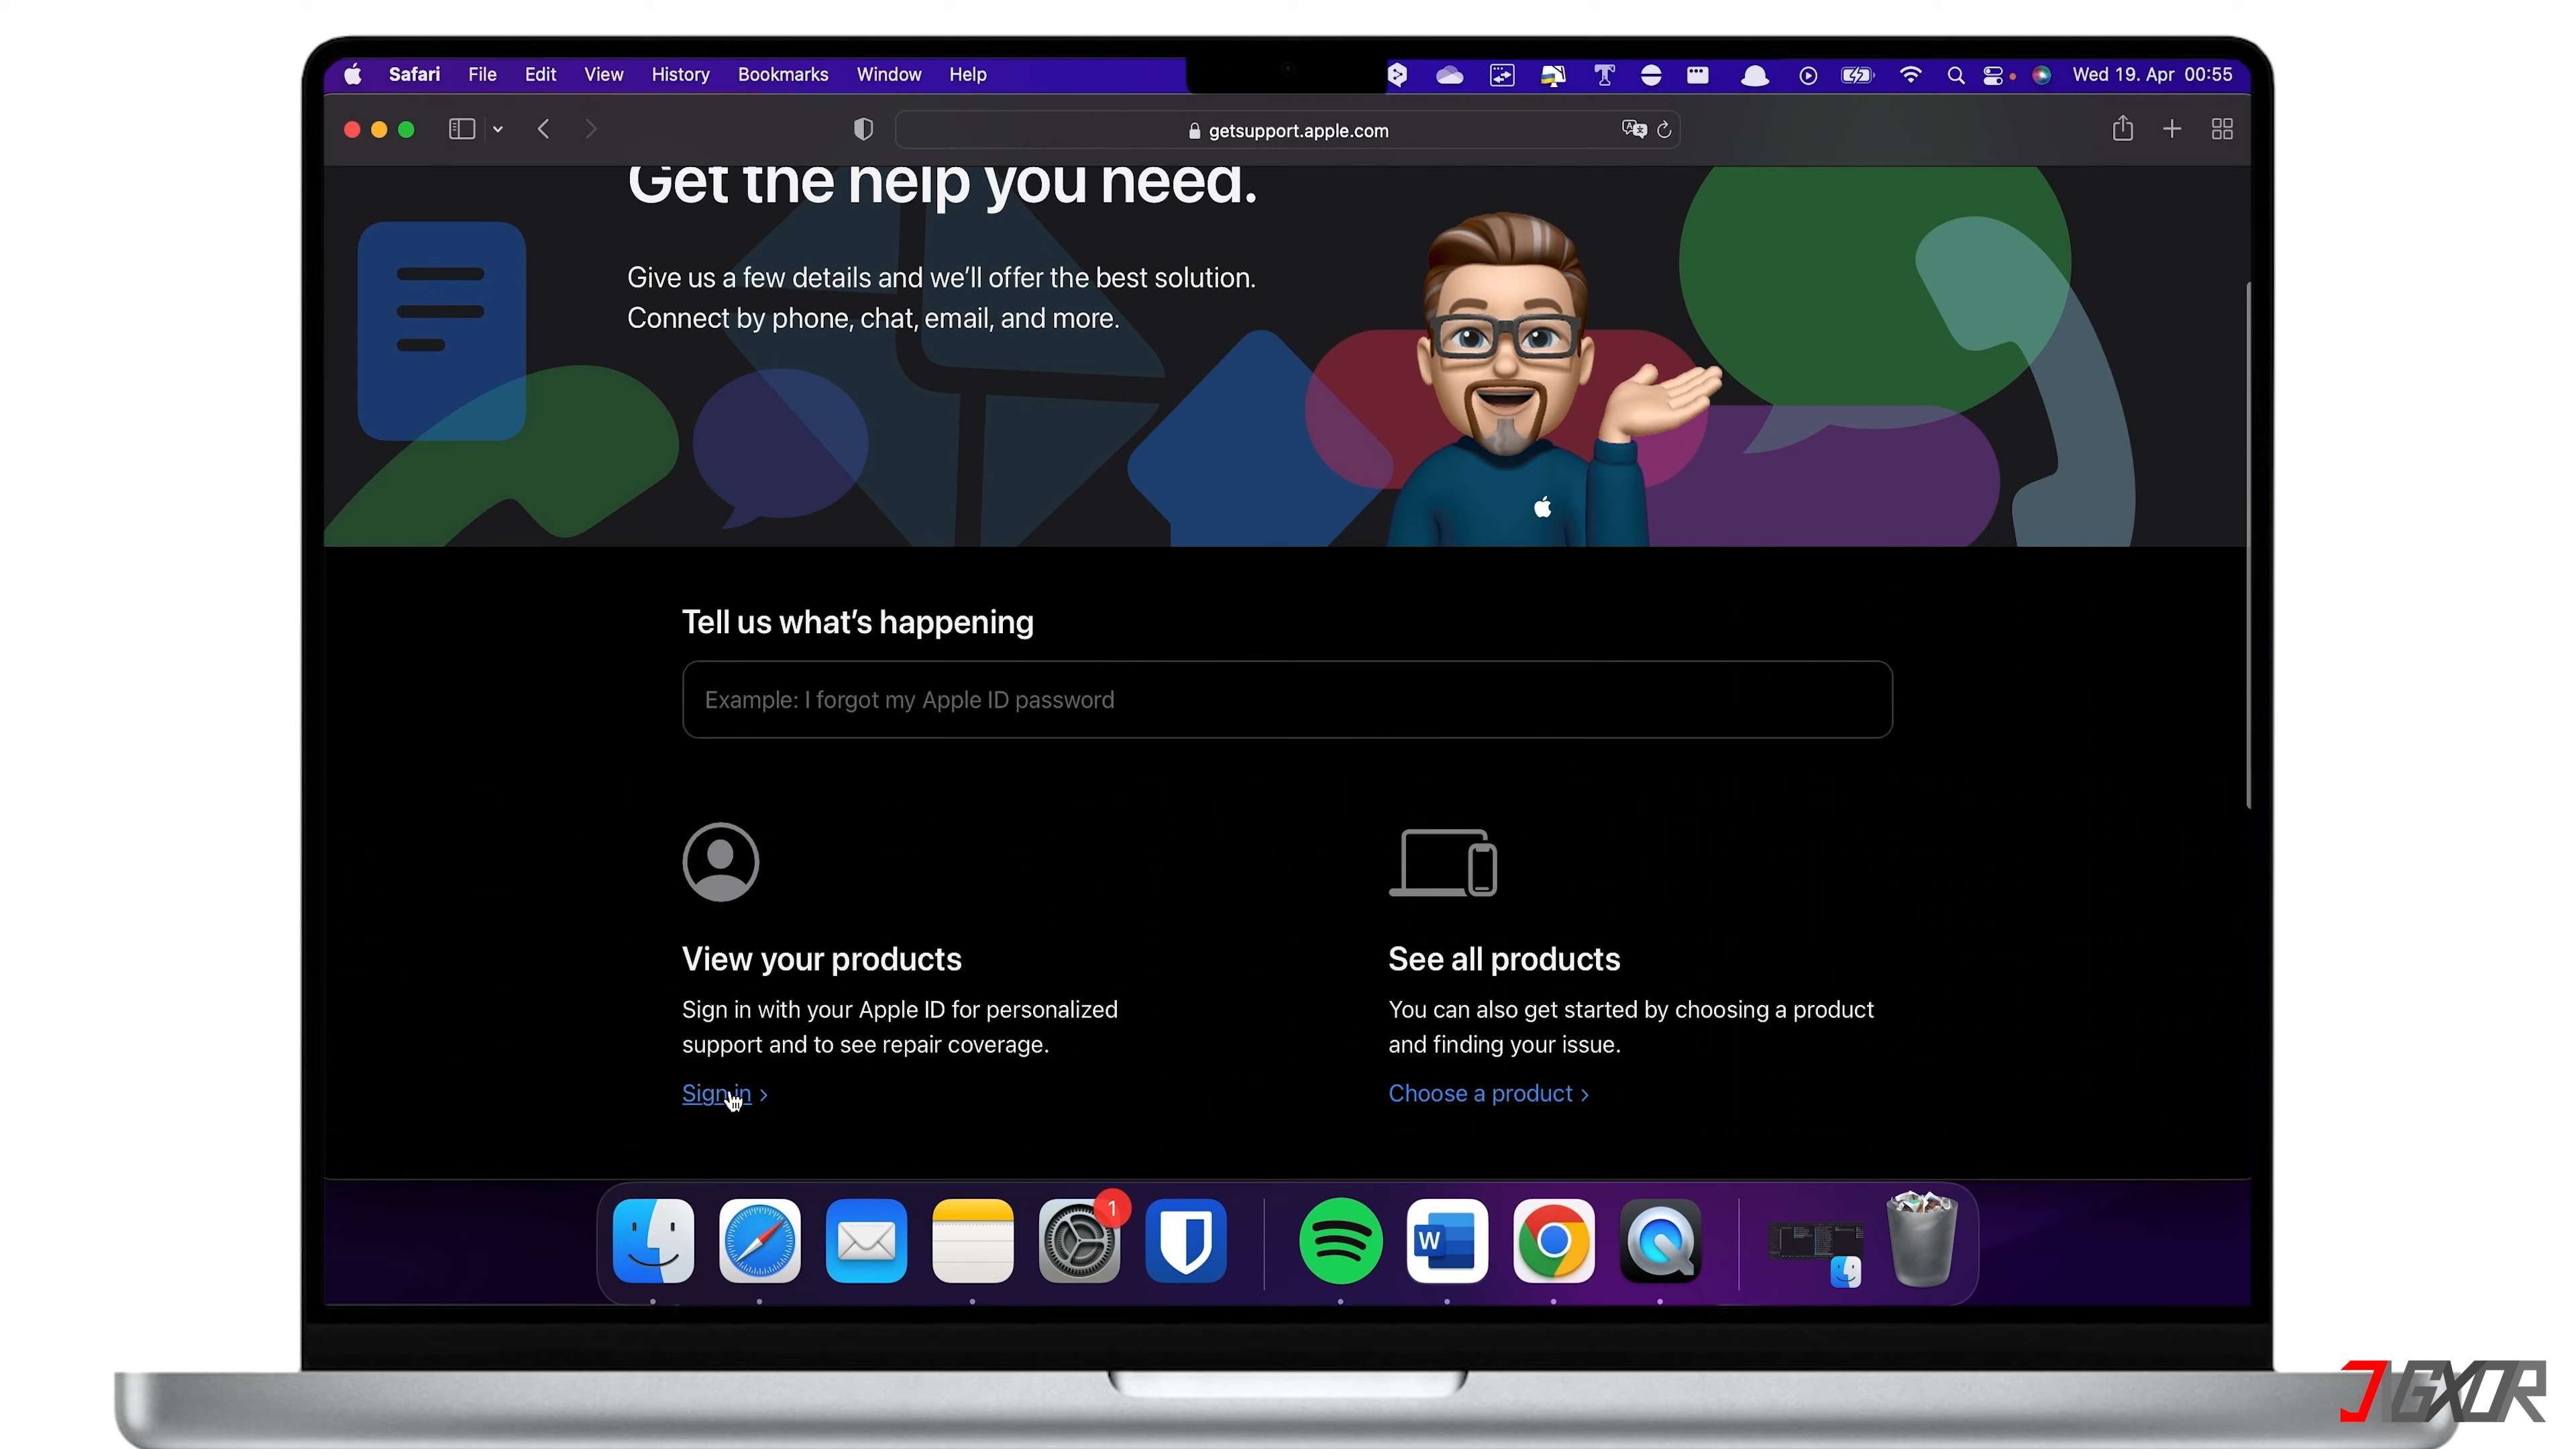 Safari File Edit View History Bookmarks Window Help Wed 19. Apr 00:55
getsupport.apple.com
Get the help you need.
Give us a few details and we'll offer the best solution.
Connect by phone, chat, email, and more.
Tell us what's happening
Example: I forgot my Apple ID password
View your products
Sign in with your Apple ID for personalized
support and to see repair coverage.
Sign in >
See all products
You can also get started by choosing a product
and finding your issue.
Choose a product >
1
W
JIGXOR